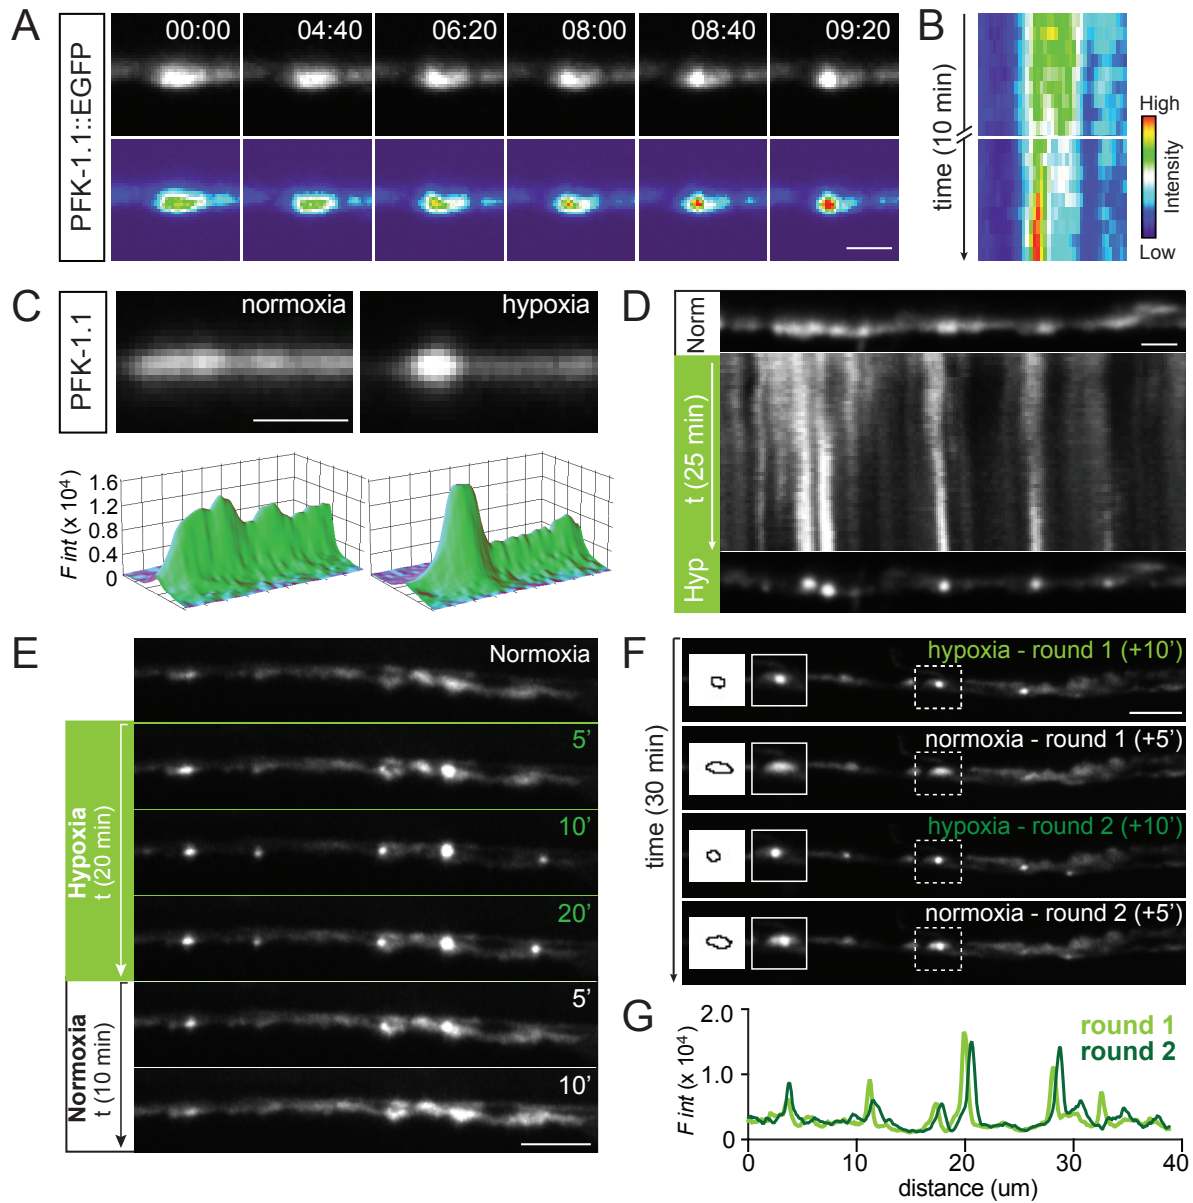 A
PFK-1.1::EGFP
00:00
04:40
06:20
08:00
08:40
09:20
B
time (10 min)
High
Intensity
Low
C
PFK-1.1
normoxia
hypoxia
F int (x 10⁴)
1.6
1.2
0.8
0.4
0
D
Norm
t (25 min)
Hyp
E
Normoxia
Hypoxia
t (20 min)
5’
10’
20’
Normoxia
t (10 min)
5’
10’
F
time (30 min)
hypoxia - round 1 (+10’)
normoxia - round 1 (+5’)
hypoxia - round 2 (+10’)
normoxia - round 2 (+5’)
G
F int (x 10⁴)
2.0
1.0
0
round 1
round 2
0 10 20 30 40
distance (um)